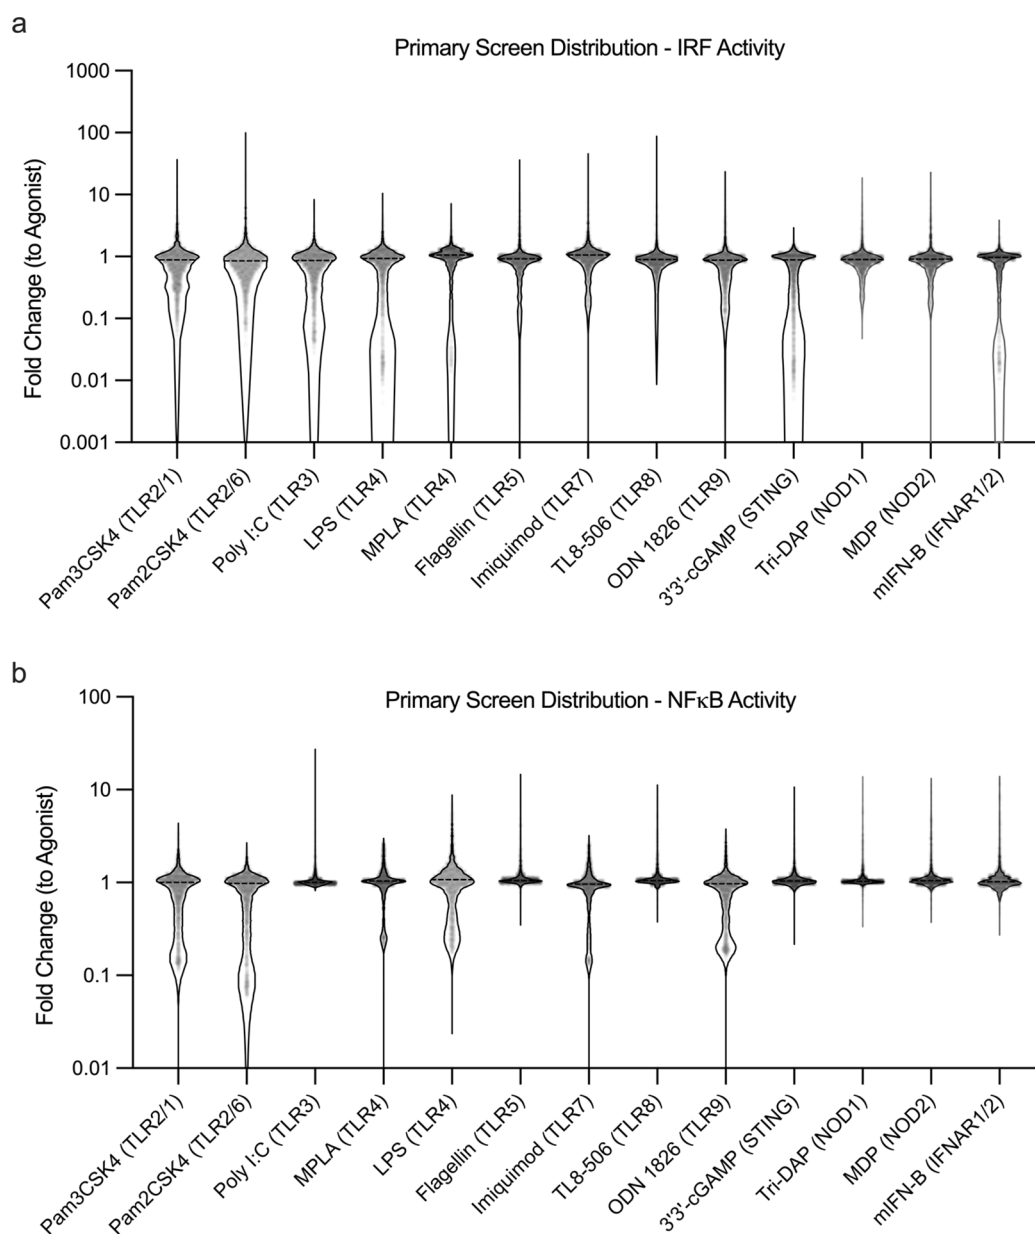 a
Primary Screen Distribution - IRF Activity
Fold Change (to Agonist)
1000
100
10
1
0.1
0.01
0.001
Pam3CSK4 (TLR2/1)
Pam2CSK4 (TLR2/6)
Poly I:C (TLR3)
LPS (TLR4)
MPLA (TLR4)
Flagellin (TLR5)
Imiquimod (TLR7)
TL8-506 (TLR8)
ODN 1826 (TLR9)
3'3'-cGAMP (STING)
Tri-DAP (NOD1)
MDP (NOD2)
mIFN-B (IFNAR1/2)
b
Primary Screen Distribution - NFκB Activity
Fold Change (to Agonist)
100
10
1
0.1
0.01
Pam3CSK4 (TLR2/1)
Pam2CSK4 (TLR2/6)
Poly I:C (TLR3)
MPLA (TLR4)
LPS (TLR4)
Flagellin (TLR5)
Imiquimod (TLR7)
TL8-506 (TLR8)
ODN 1826 (TLR9)
3'3'-cGAMP (STING)
Tri-DAP (NOD1)
MDP (NOD2)
mIFN-B (IFNAR1/2)